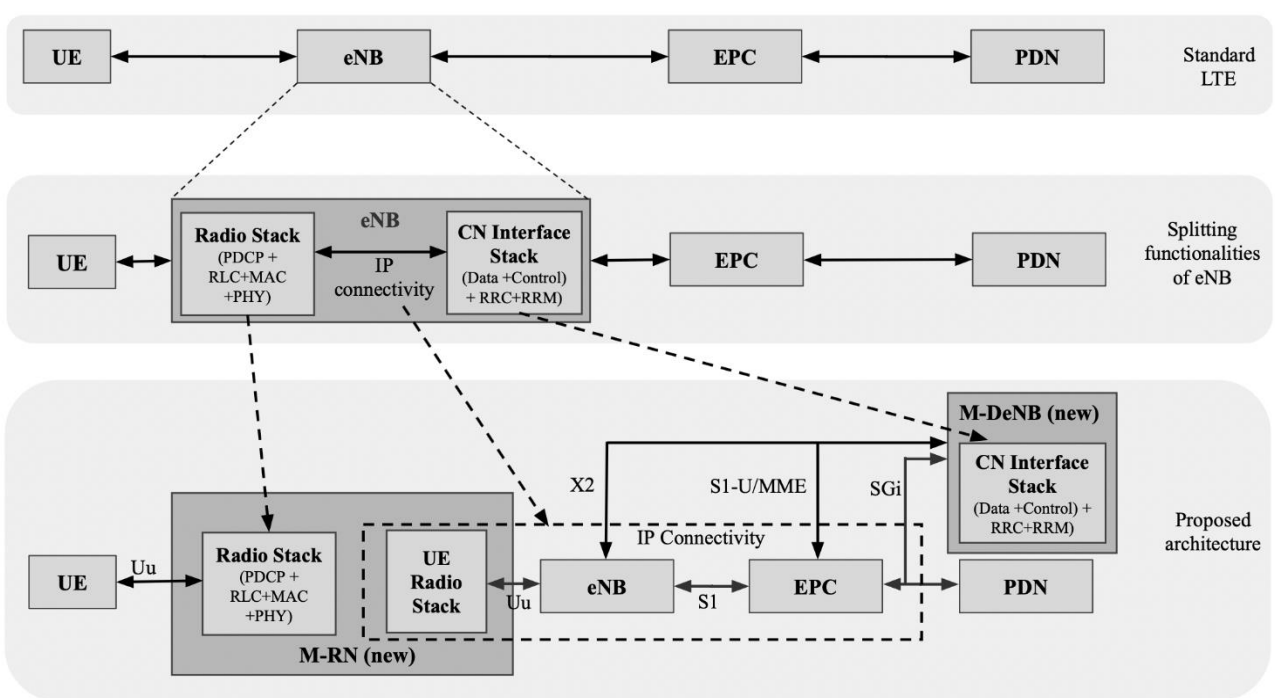 UE
eNB
EPC
PDN
Standard
LTE
UE
Radio Stack
(PDCP +
RLC+MAC
+PHY)
eNB
IP
connectivity
CN Interface
Stack
(Data +Control)
+ RRC+RRM)
EPC
PDN
Splitting
functionalities
of eNB
M-DeNB (new)
CN Interface
Stack
(Data +Control) +
RRC+RRM)
X2
S1-U/MME
SGi
Proposed
architecture
IP Connectivity
UE
Uu
Radio Stack
(PDCP +
RLC+MAC
+PHY)
UE
Radio
Stack
Uu
eNB
S1
EPC
PDN
M-RN (new)